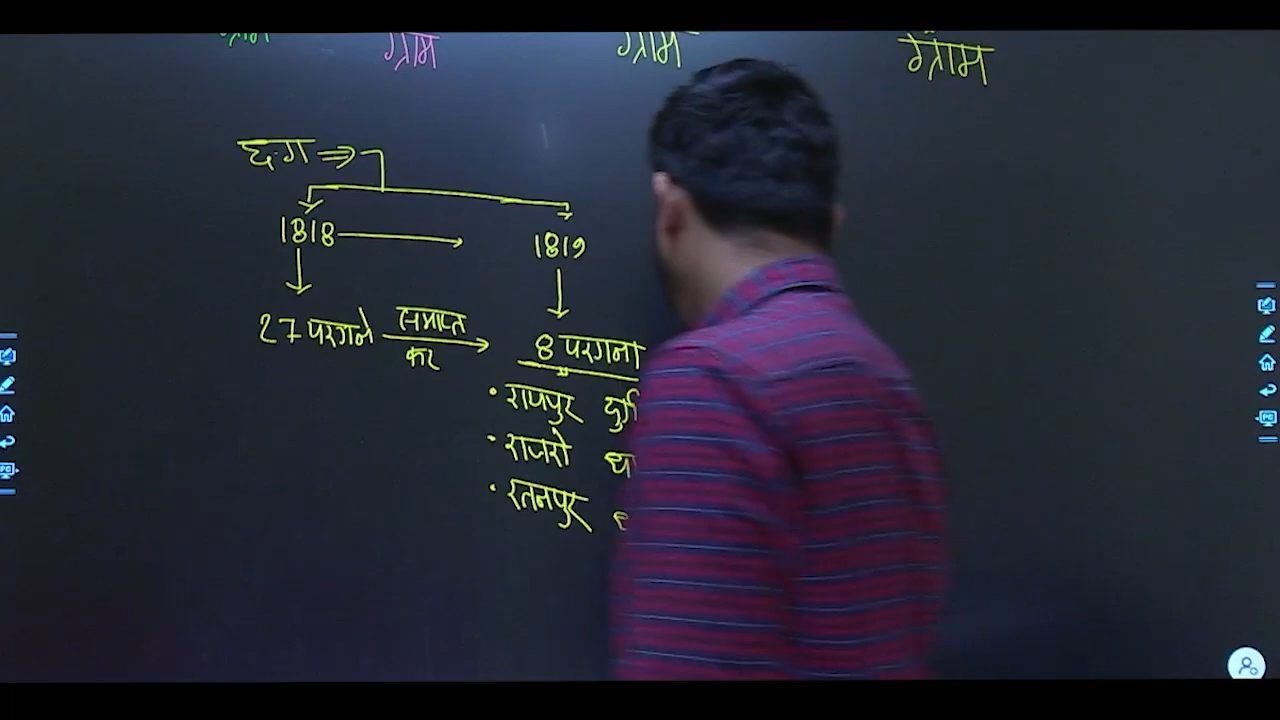 ग्राम ग्राम ग्राम
छ.ग ⇒
1818 → 1819
27 परगने समाप्त कर → 8 परगना
• रायपुर
• राजरो
• रतनपुर